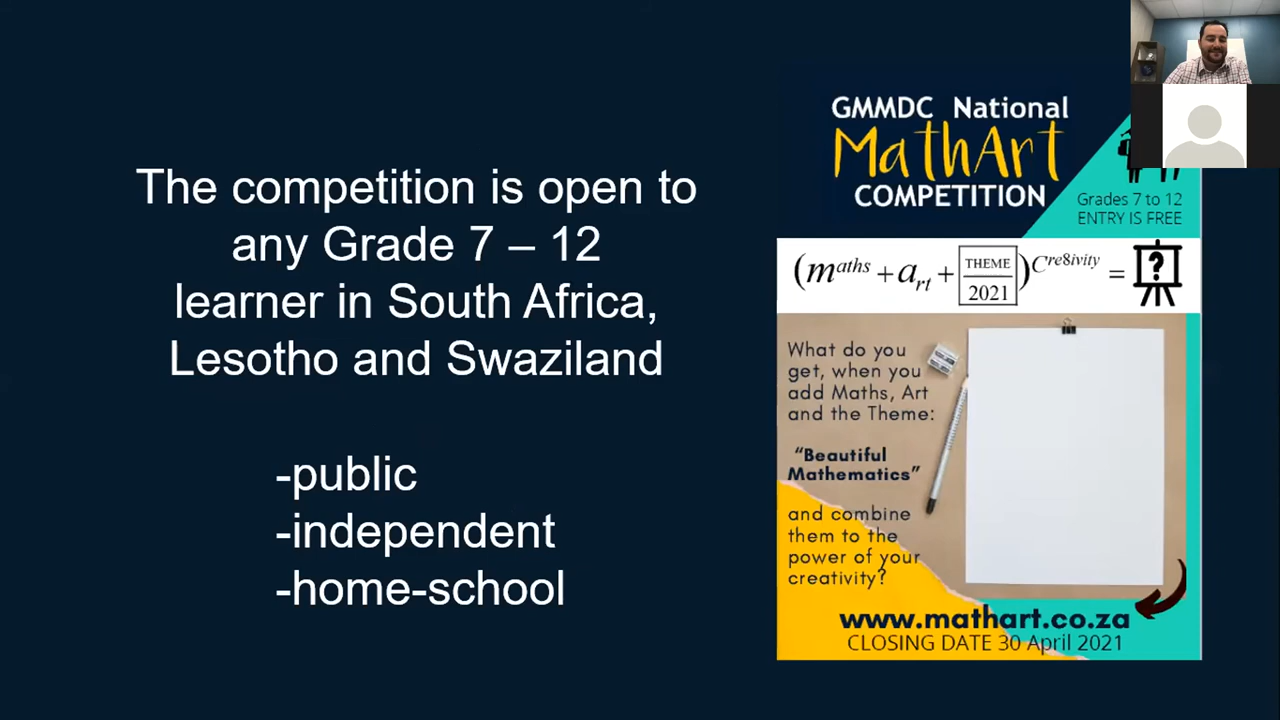 The competition is open to
any Grade 7 – 12
learner in South Africa,
Lesotho and Swaziland
-public
-independent
-home-school
GMMDC National
MathArt
COMPETITION
Grades 7 to 12
ENTRY IS FREE
(maths + art + THEME/2021)Cre8ivity = ?
What do you
get, when you
add Maths, Art
and the Theme:
“Beautiful
Mathematics”
and combine
them to the
power of your
creativity?
www.mathart.co.za
CLOSING DATE 30 April 2021